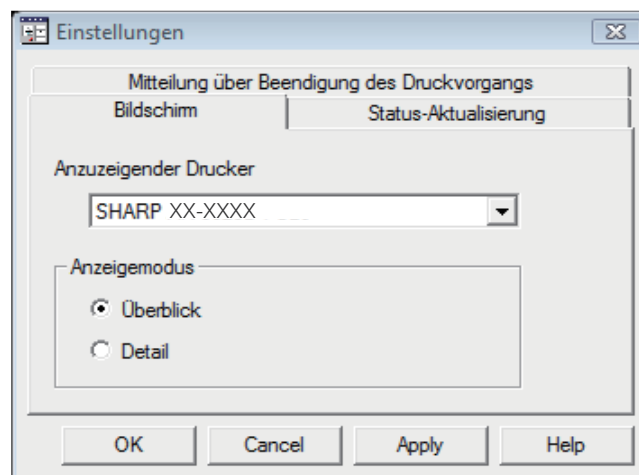 Einstellungen
Mitteilung über Beendigung des Druckvorgangs
Bildschirm
Status-Aktualisierung
Anzuzeigender Drucker
SHARP XX-XXXX
Anzeigemodus
Überblick
Detail
OK
Cancel
Apply
Help